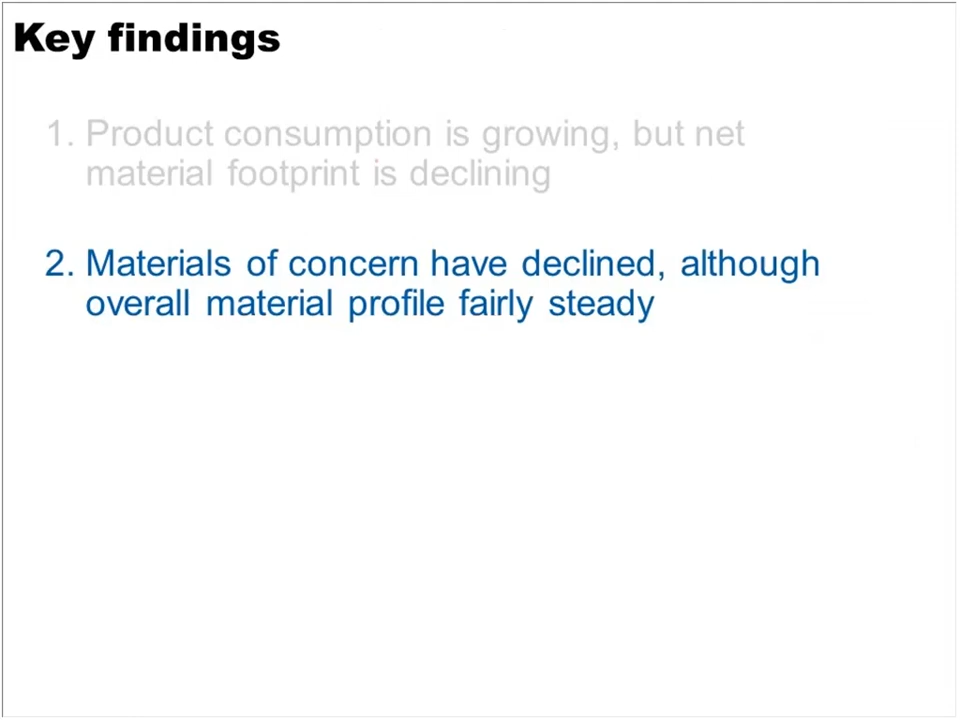 Key findings
1. Product consumption is growing, but net
material footprint is declining
2. Materials of concern have declined, although
overall material profile fairly steady